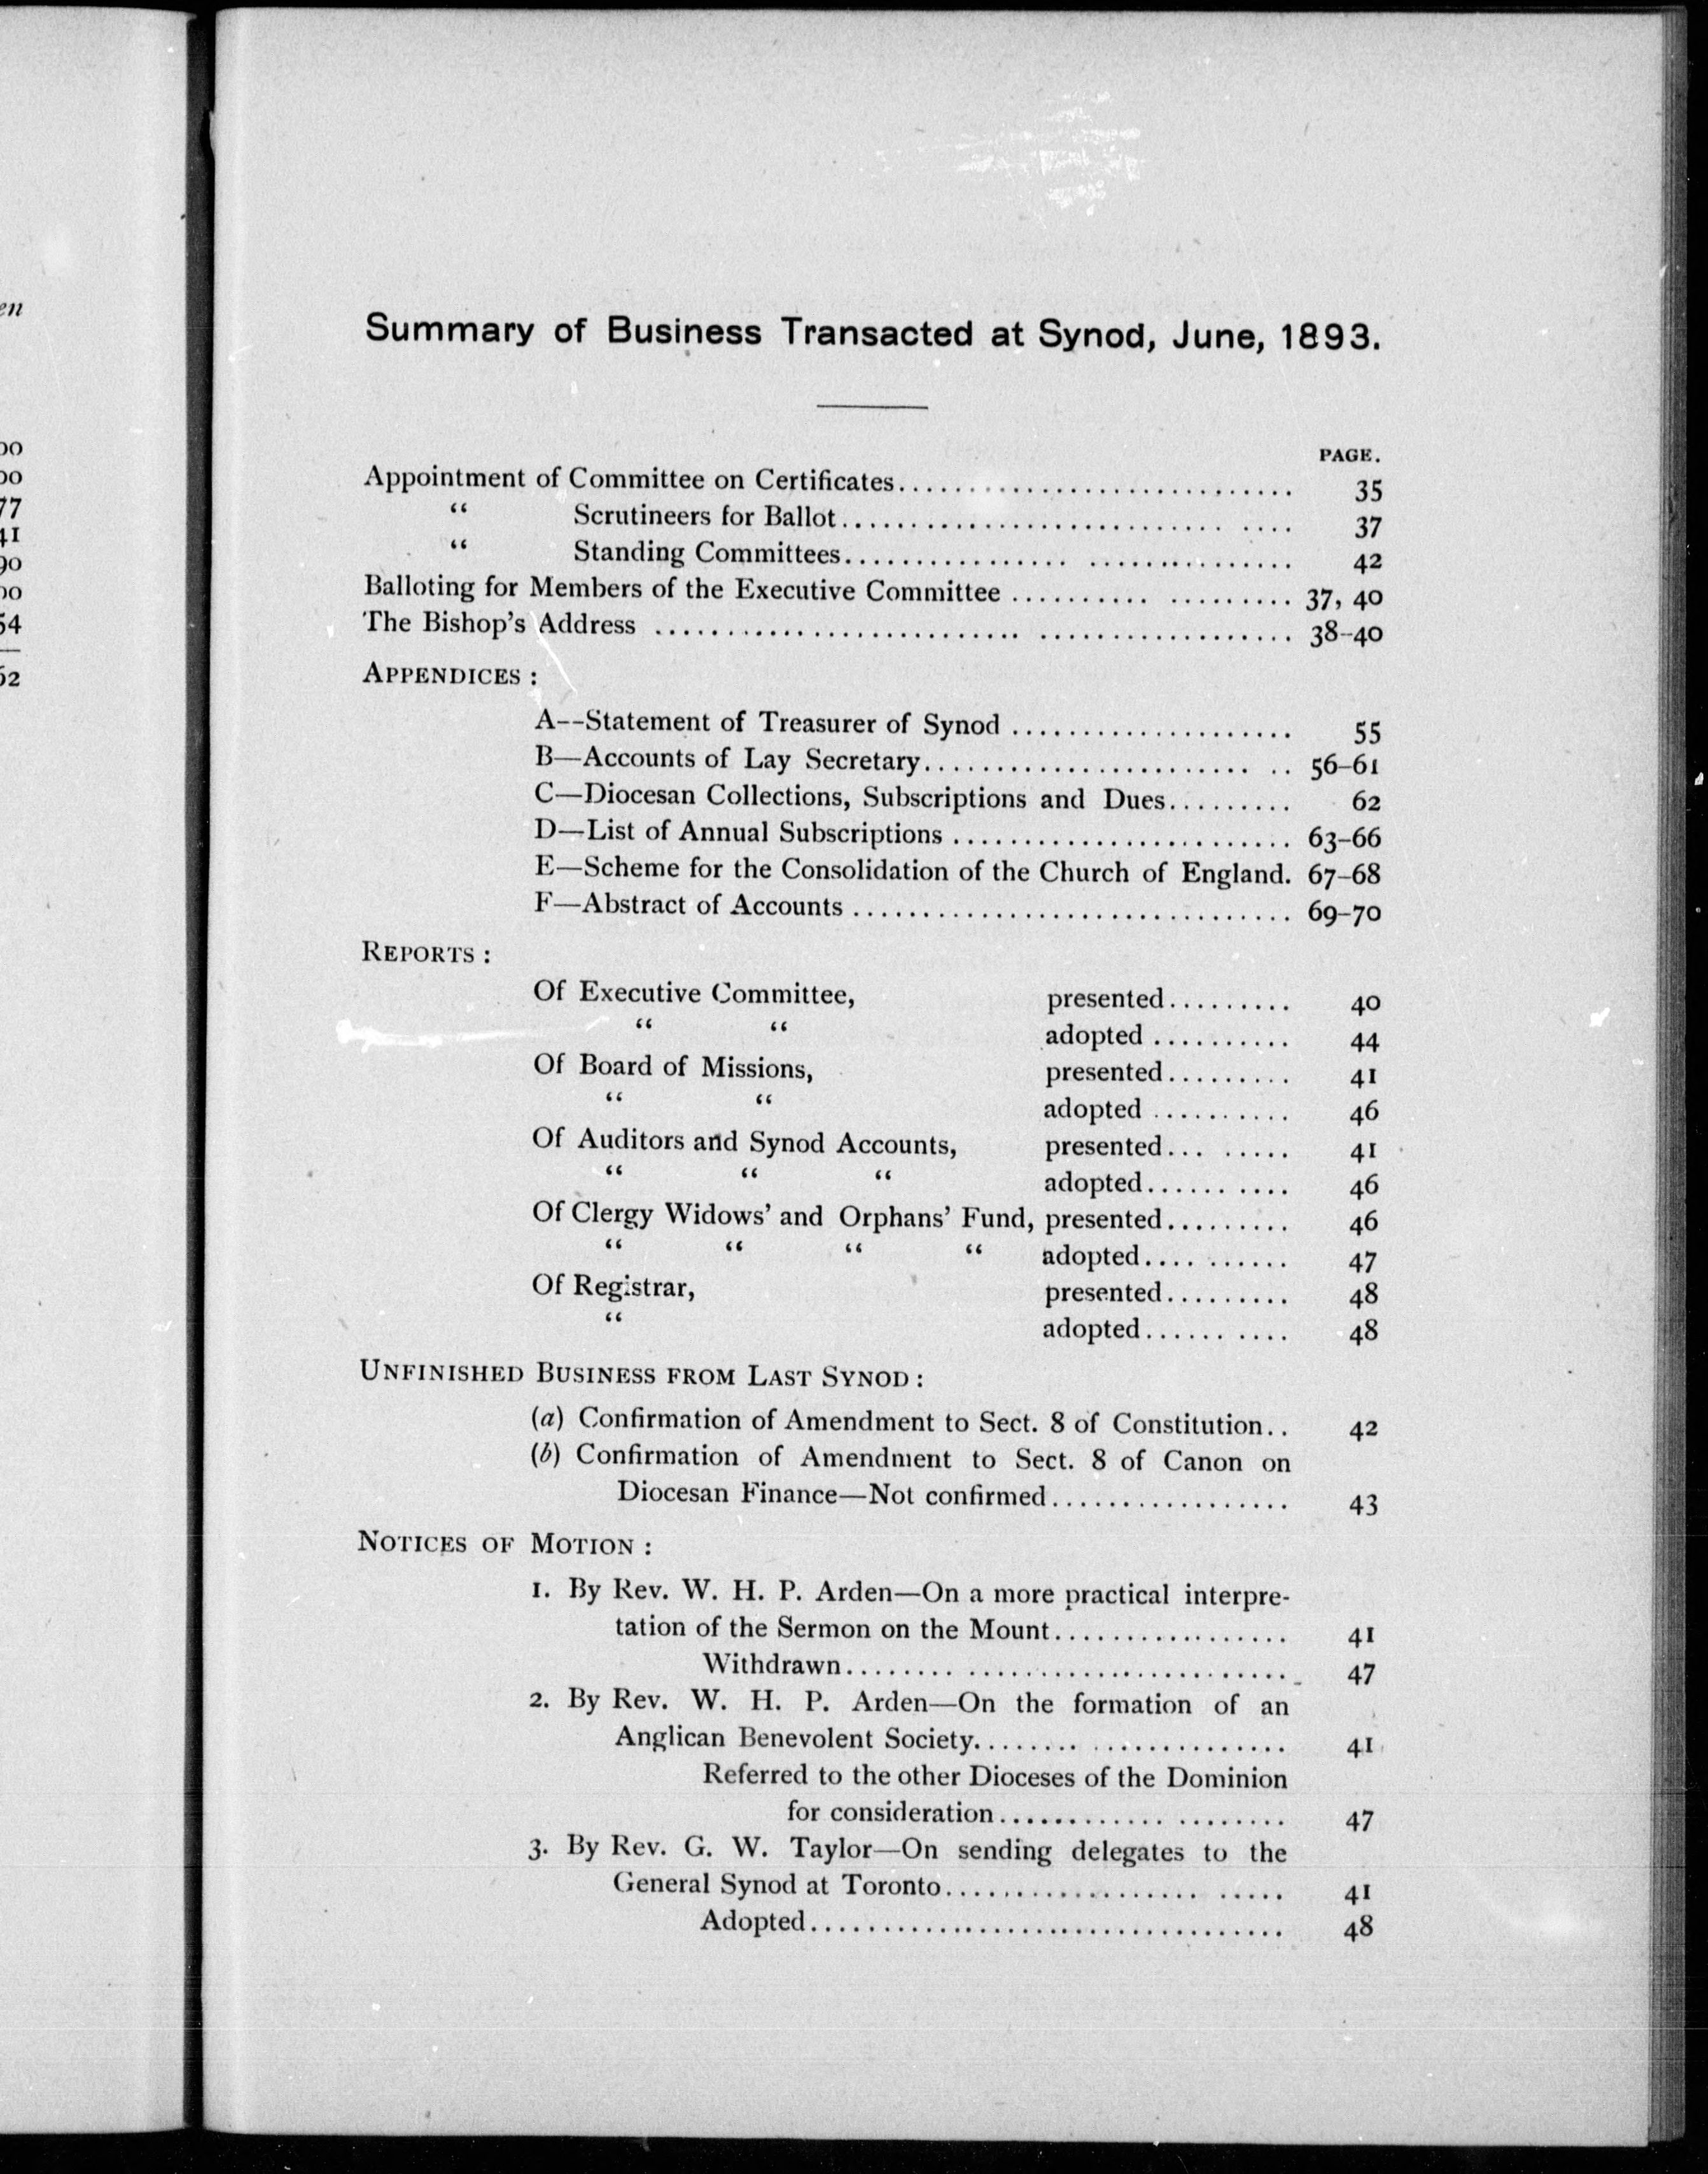 en
77
41
54
Summary of Business Transacted at Synod, June, 1893.
PAGE.
Appointment of Committee on Certificates............................ 35
“ Scrutineers for Ballot........................... .... 37
“ Standing Committees................ ............... 42
Balloting for Members of the Executive Committee .......... ......... 37, 40
The Bishop's Address .......................... .................. 38-40
APPENDICES :
A--Statement of Treasurer of Synod .................... 55
B—Accounts of Lay Secretary....................... .. 56-61
C—Diocesan Collections, Subscriptions and Dues......... 62
D—List of Annual Subscriptions ........................ 63-66
E—Scheme for the Consolidation of the Church of England. 67-68
F—Abstract of Accounts ............................... 69-70
REPORTS :
Of Executive Committee, presented......... 40
“ “ adopted .......... 44
Of Board of Missions, presented......... 41
“ “ adopted .......... 46
Of Auditors and Synod Accounts, presented... ..... 41
“ “ “ adopted...... .... 46
Of Clergy Widows' and Orphans' Fund, presented......... 46
“ “ “ “ adopted.... ...... 47
Of Registrar, presented......... 48
“ adopted...... .... 48
UNFINISHED BUSINESS FROM LAST SYNOD :
(a) Confirmation of Amendment to Sect. 8 of Constitution.. 42
(b) Confirmation of Amendment to Sect. 8 of Canon on
Diocesan Finance—Not confirmed................. 43
NOTICES OF MOTION :
1. By Rev. W. H. P. Arden—On a more practical interpre-
tation of the Sermon on the Mount................. 41
Withdrawn........ ....................... 47
2. By Rev. W. H. P. Arden—On the formation of an
Anglican Benevolent Society........ .............. 41
Referred to the other Dioceses of the Dominion
for consideration............ ........ 47
3. By Rev. G. W. Taylor—On sending delegates to the
General Synod at Toronto.................. ..... 41
Adopted.................................. 48